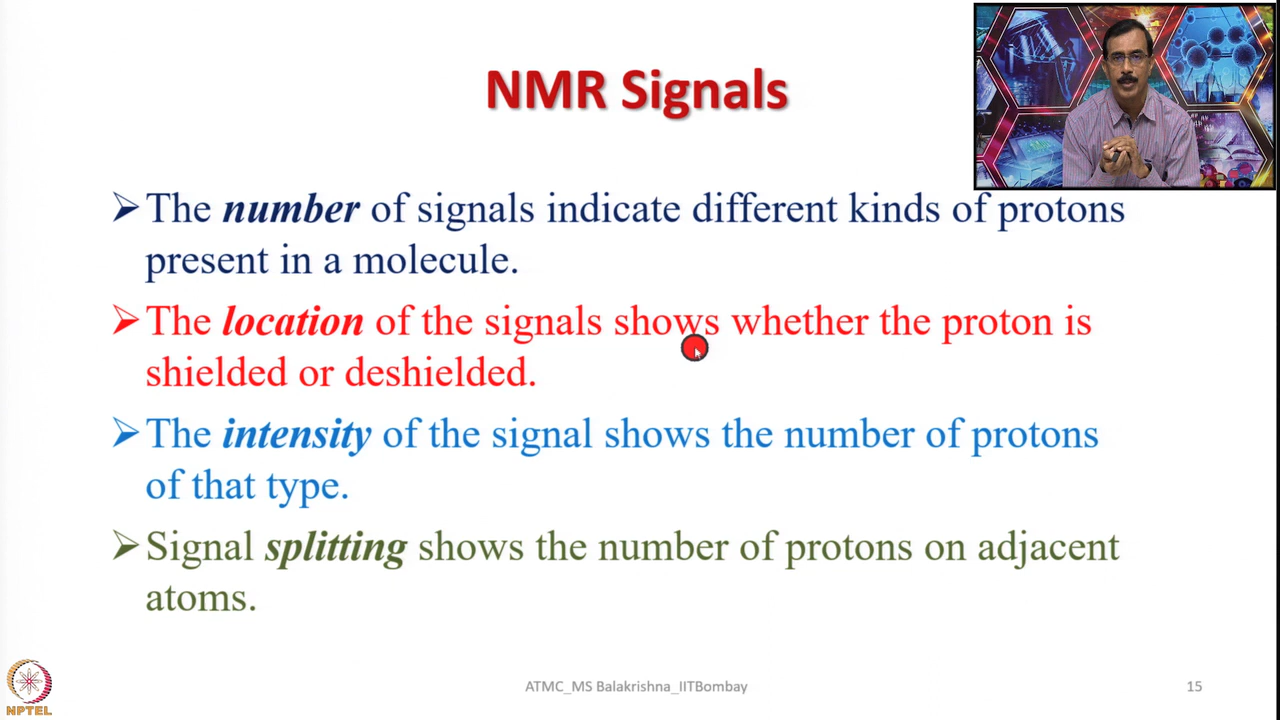 NMR Signals
➢The number of signals indicate different kinds of protons
present in a molecule.
➢The location of the signals shows whether the proton is
shielded or deshielded.
➢The intensity of the signal shows the number of protons
of that type.
➢Signal splitting shows the number of protons on adjacent
atoms.
NPTEL
ATMC_MS Balakrishna_IITBombay
15